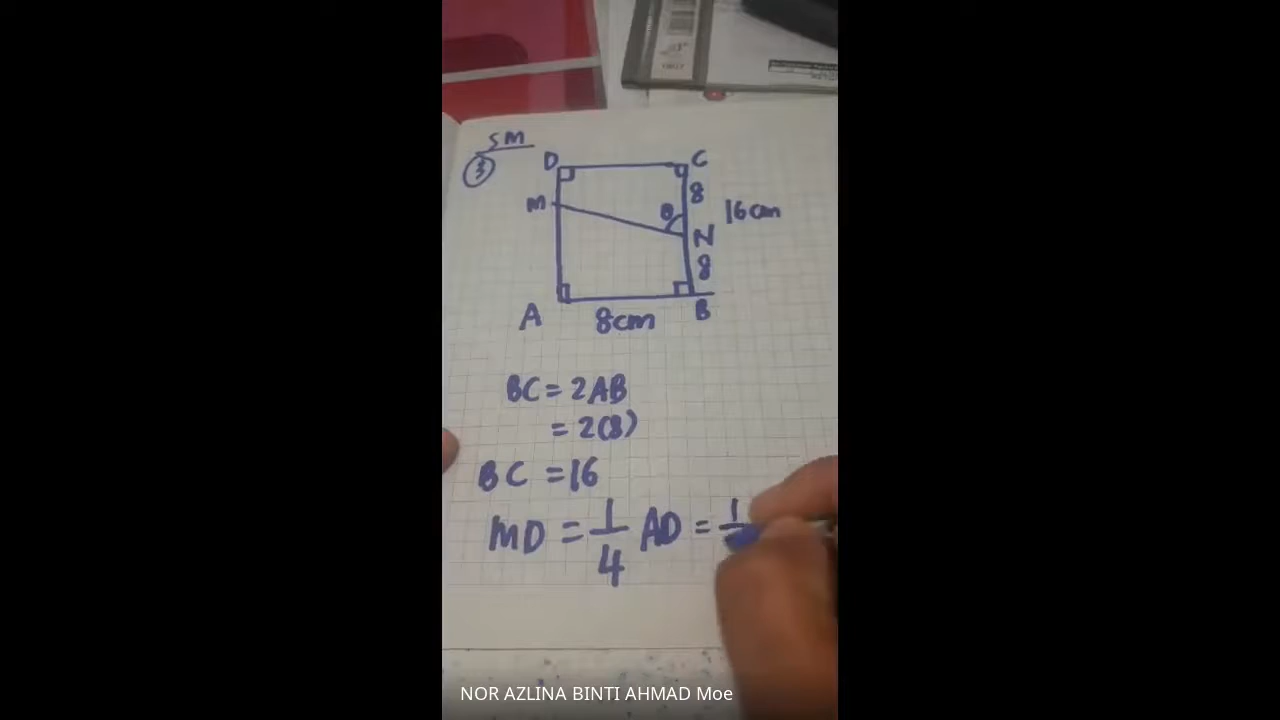 5M
3
D C
8
M θ 16cm
N
8
A 8cm B
BC = 2AB
= 2(8)
BC = 16
MD = 1/4 AD = 1
NOR AZLINA BINTI AHMAD Moe